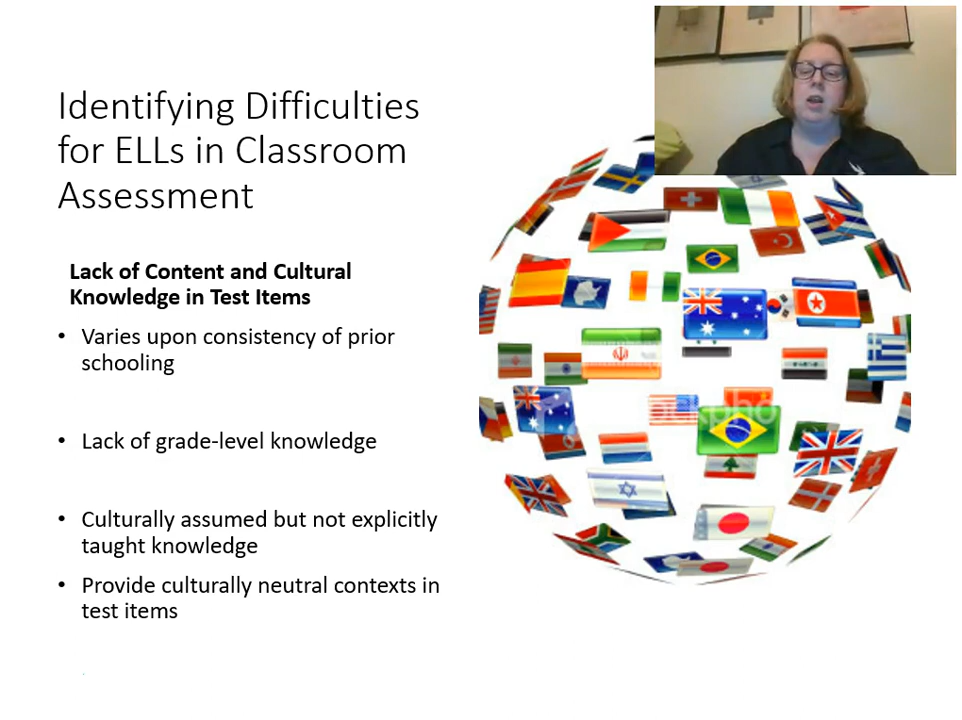 Identifying Difficulties
for ELLs in Classroom
Assessment
Lack of Content and Cultural
Knowledge in Test Items
• Varies upon consistency of prior
schooling
• Lack of grade-level knowledge
• Culturally assumed but not explicitly
taught knowledge
• Provide culturally neutral contexts in
test items